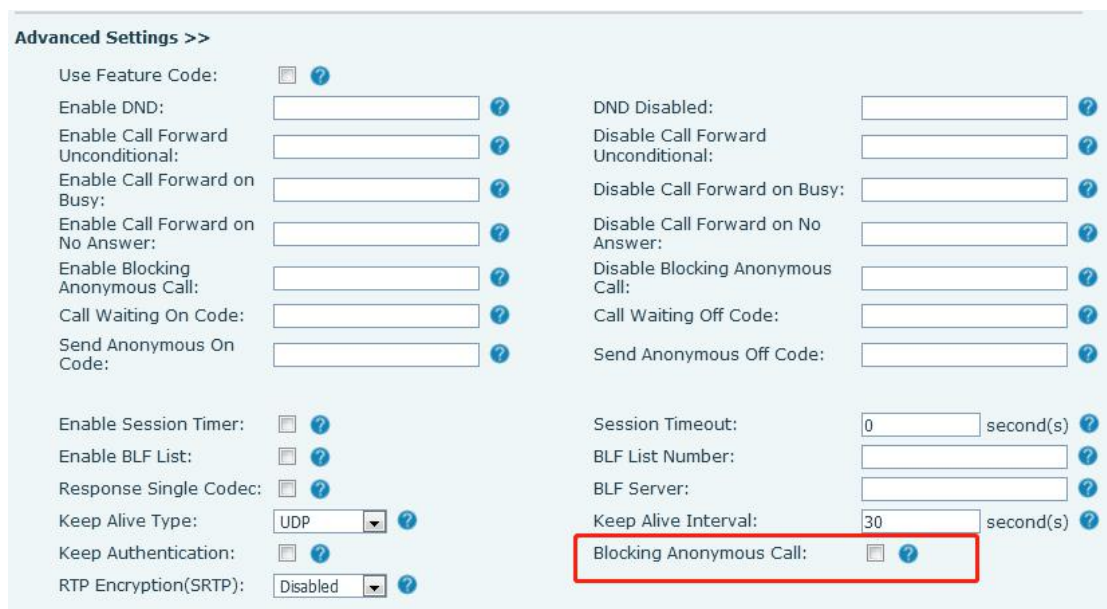 Advanced Settings >>
Use Feature Code: ?
Enable DND: ? DND Disabled: ?
Enable Call Forward
Unconditional: ? Disable Call Forward
Unconditional: ?
Enable Call Forward on
Busy: ? Disable Call Forward on Busy: ?
Enable Call Forward on
No Answer: ? Disable Call Forward on No
Answer: ?
Enable Blocking
Anonymous Call: ? Disable Blocking Anonymous
Call: ?
Call Waiting On Code: ? Call Waiting Off Code: ?
Send Anonymous On
Code: ? Send Anonymous Off Code: ?
Enable Session Timer: ? Session Timeout: 0 second(s) ?
Enable BLF List: ? BLF List Number: ?
Response Single Codec: ? BLF Server: ?
Keep Alive Type: UDP ? Keep Alive Interval: 30 second(s) ?
Keep Authentication: ? Blocking Anonymous Call: ?
RTP Encryption(SRTP): Disabled ?